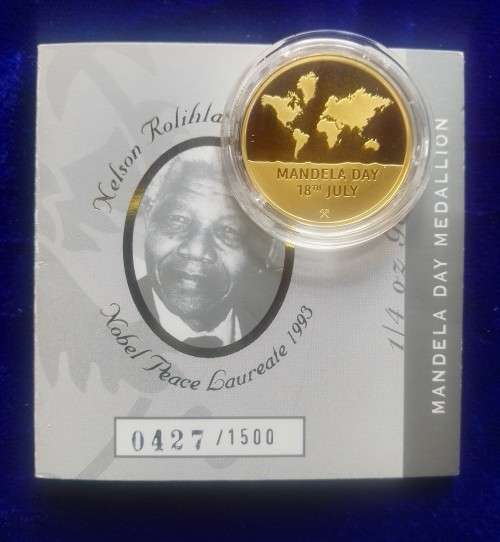 Nelson Rolihla
Nobel Peace Laureate 1993
MANDELA DAY
18TH JULY
1/4 oz
MANDELA DAY MEDALLION
0427/1500